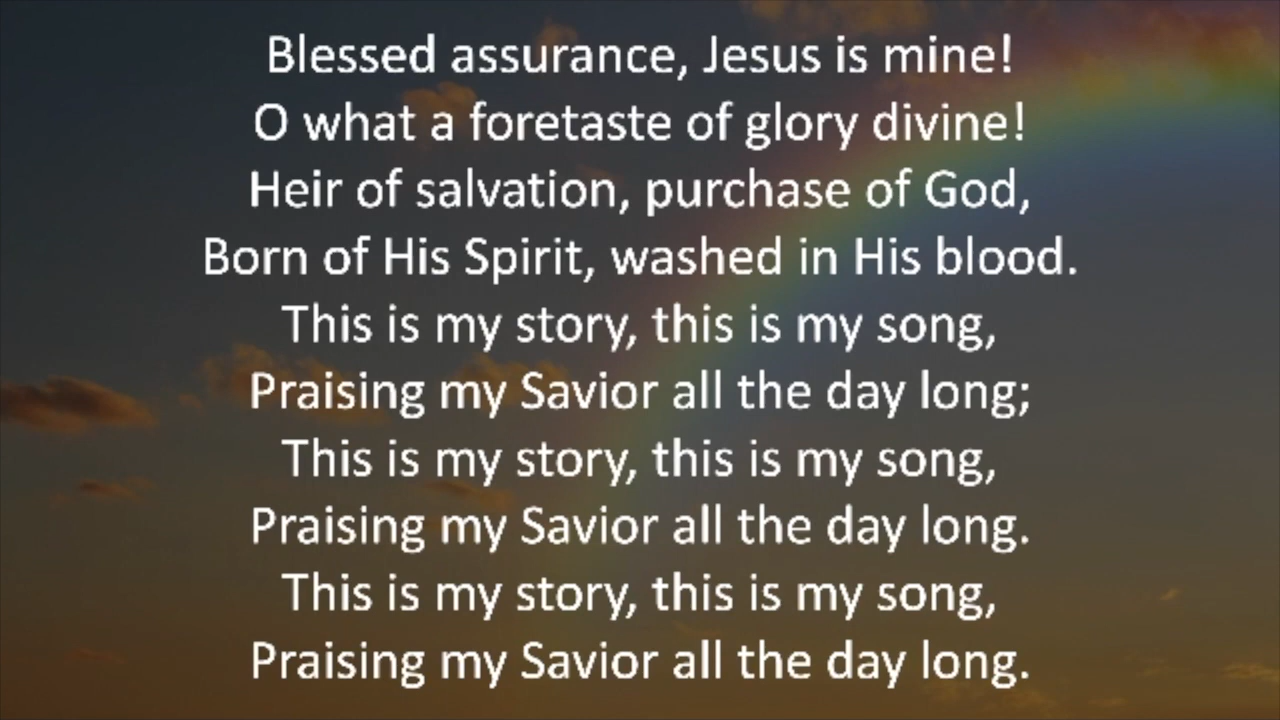 Blessed assurance, Jesus is mine!
O what a foretaste of glory divine!
Heir of salvation, purchase of God,
Born of His Spirit, washed in His blood.
This is my story, this is my song,
Praising my Savior all the day long;
This is my story, this is my song,
Praising my Savior all the day long.
This is my story, this is my song,
Praising my Savior all the day long.